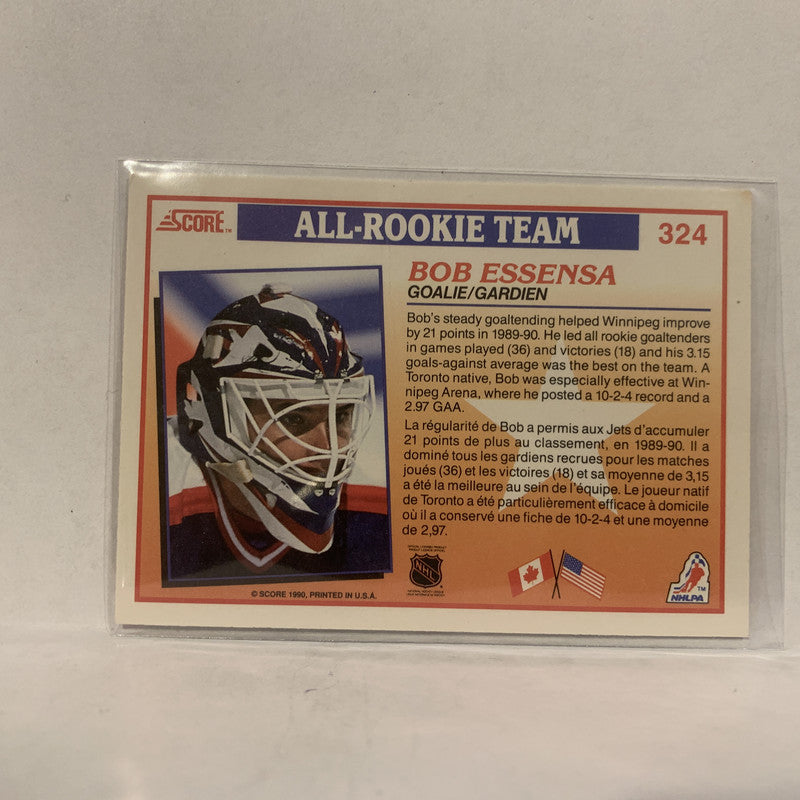 SCORE™
ALL-ROOKIE TEAM
324
BOB ESSENSA
GOALIE/GARDIEN
Bob's steady goaltending helped Winnipeg improve
by 21 points in 1989-90. He led all rookie goaltenders
in games played (36) and victories (18) and his 3.15
goals-against average was the best on the team. A
Toronto native, Bob was especially effective at Win-
nipeg Arena, where he posted a 10-2-4 record and a
2.97 GAA.
La régularité de Bob a permis aux Jets d'accumuler
21 points de plus au classement, en 1989-90. Il a
dominé tous les gardiens recrues pour les matches
joués (36) et les victoires (18) et sa moyenne de 3,15
a été la meilleure au sein de l'équipe. Le joueur natif
de Toronto a été particulièrement efficace à domicile
où il a conservé une fiche de 10-2-4 et une moyenne
de 2,97.
NHL
NHLPA
™
© SCORE 1990, PRINTED IN U.S.A.